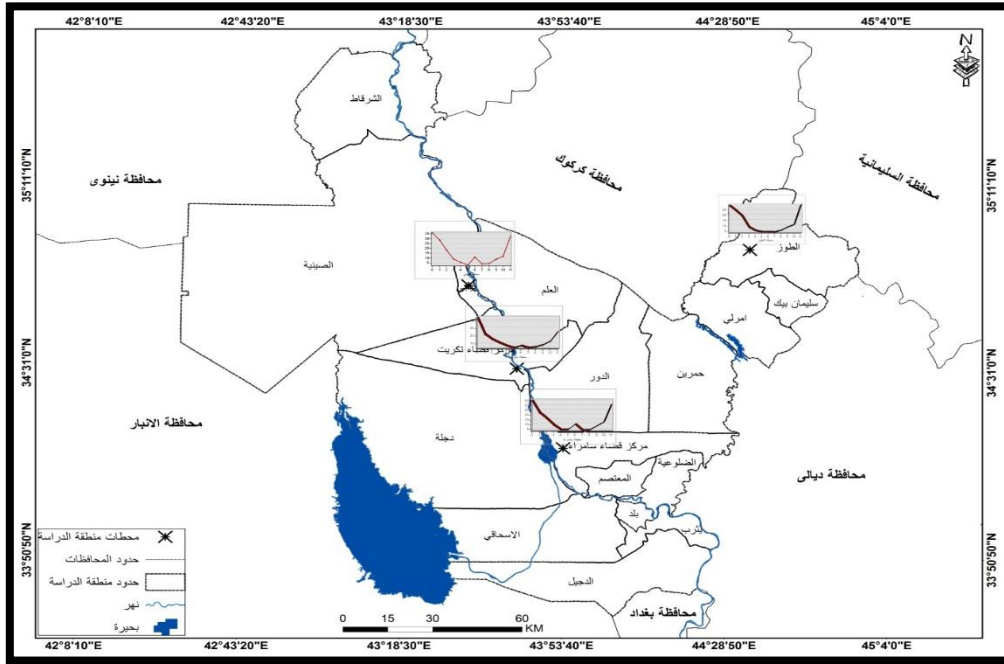 42°8'10"E
42°43'20"E
43°18'30"E
43°53'40"E
44°28'50"E
45°4'0"E
N
35°11'10"N
35°11'10"N
34°31'0"N
34°31'0"N
33°50'50"N
33°50'50"N
الشرقاط
محافظة نينوى
محافظة كركوك
محافظة السليمانية
الطوز
الصينية
العلم
سليمان بيك
امرلي
مركز قضاء تكريت
الدور
حمرين
محافظة الانبار
دجلة
مركز قضاء سامراء
الضلوعية
محافظة ديالى
المعتصم
بلد
يثرب
الاسحاقي
الدجيل
محافظة بغداد
محطات منطقة الدراسة
حدود المحافظات
حدود منطقة الدراسة
نهر
بحيرة
0 15 30 60
KM
42°8'10"E
42°43'20"E
43°18'30"E
43°53'40"E
44°28'50"E
45°4'0"E